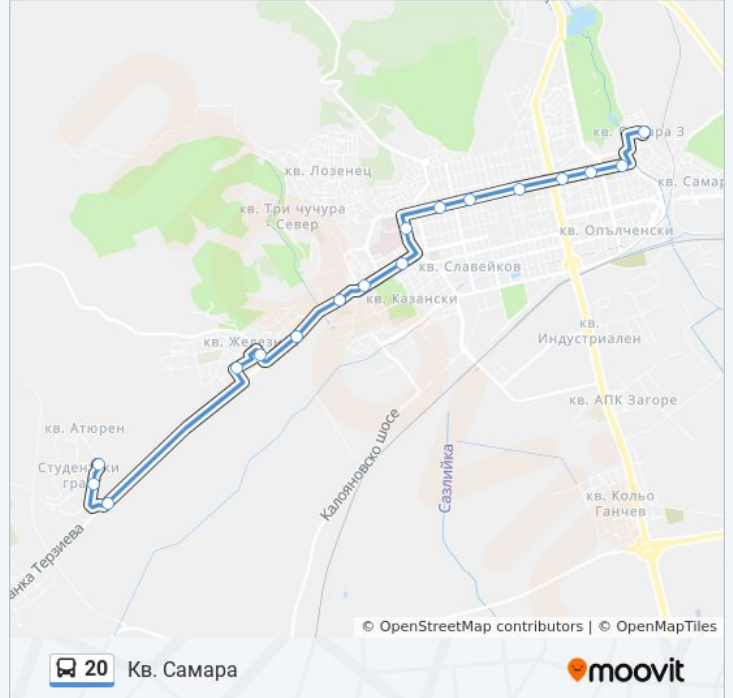 кв. Самара 3
кв. Лозенец
кв. Самар
кв. Три чучура
Север
кв. Опълченски
кв. Славейков
кв. Казански
кв.
Индустриален
кв. Железн
кв. АПК Загоре
кв. Атюрен
Калояновско шосе
Сазлийка
Студентски
град
кв. Кольо
Ганчев
анка Терзиева
© OpenStreetMap contributors | © OpenMapTiles
20 Кв. Самара
moovit